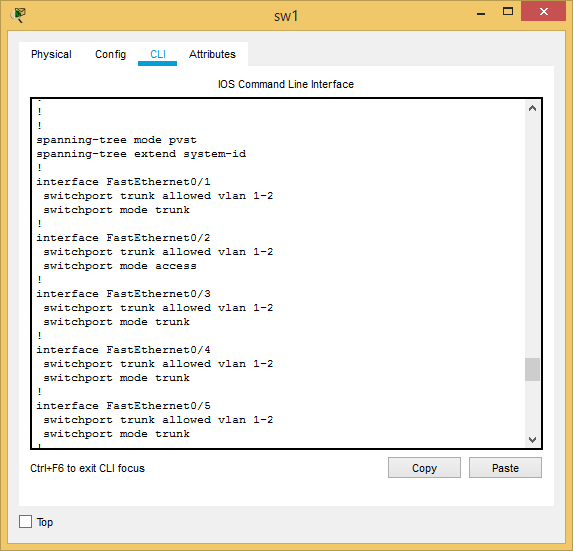 sw1
Physical Config CLI Attributes
IOS Command Line Interface
!
!
!
spanning-tree mode pvst
spanning-tree extend system-id
!
interface FastEthernet0/1
 switchport trunk allowed vlan 1-2
 switchport mode trunk
!
interface FastEthernet0/2
 switchport trunk allowed vlan 1-2
 switchport mode access
!
interface FastEthernet0/3
 switchport trunk allowed vlan 1-2
 switchport mode trunk
!
interface FastEthernet0/4
 switchport trunk allowed vlan 1-2
 switchport mode trunk
!
interface FastEthernet0/5
 switchport trunk allowed vlan 1-2
 switchport mode trunk
!
Ctrl+F6 to exit CLI focus
Copy Paste
Top